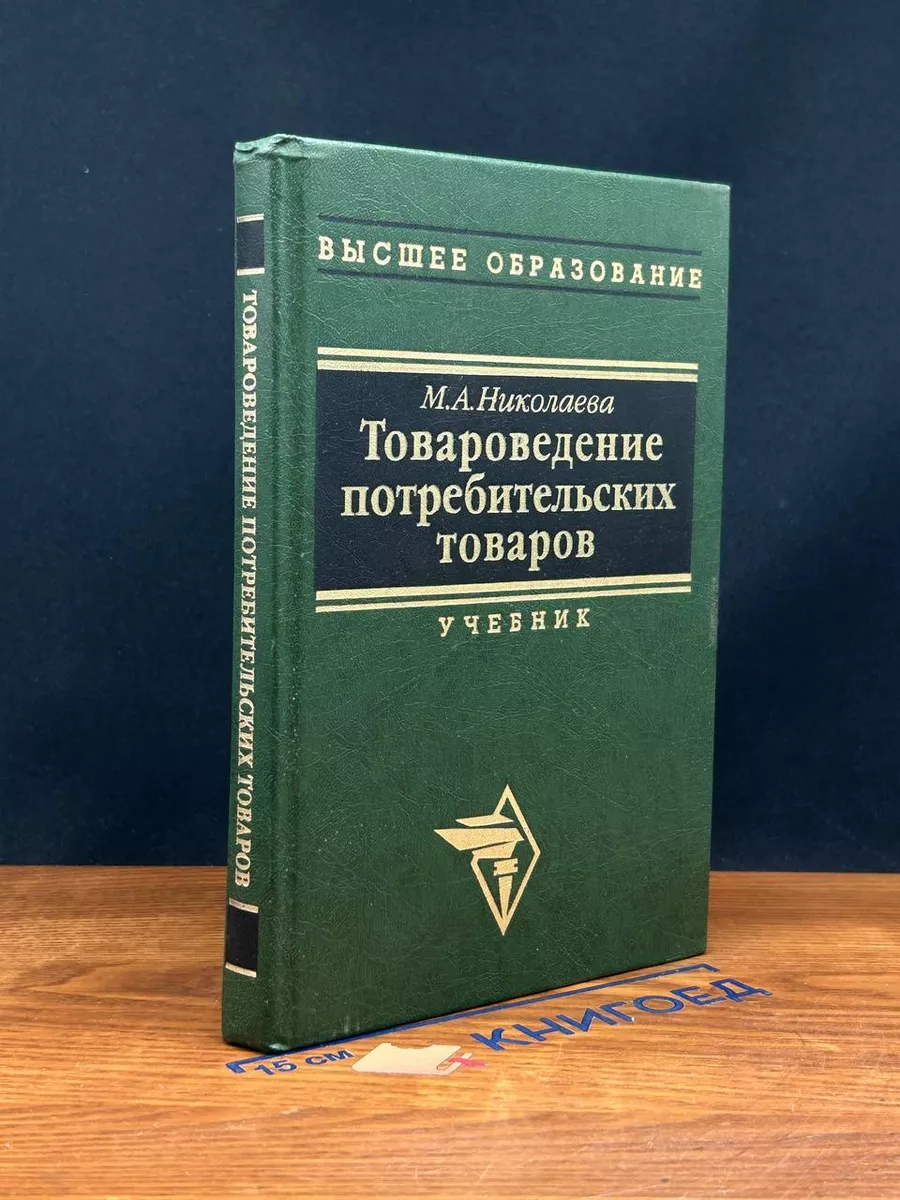 ВЫСШЕЕ ОБРАЗОВАНИЕ
М.А.Николаева
Товароведение
потребительских
товаров
УЧЕБНИК
ТОВАРОВЕДЕНИЕ ПОТРЕБИТЕЛЬСКИХ ТОВАРОВ
15 см
КНИГОЕД